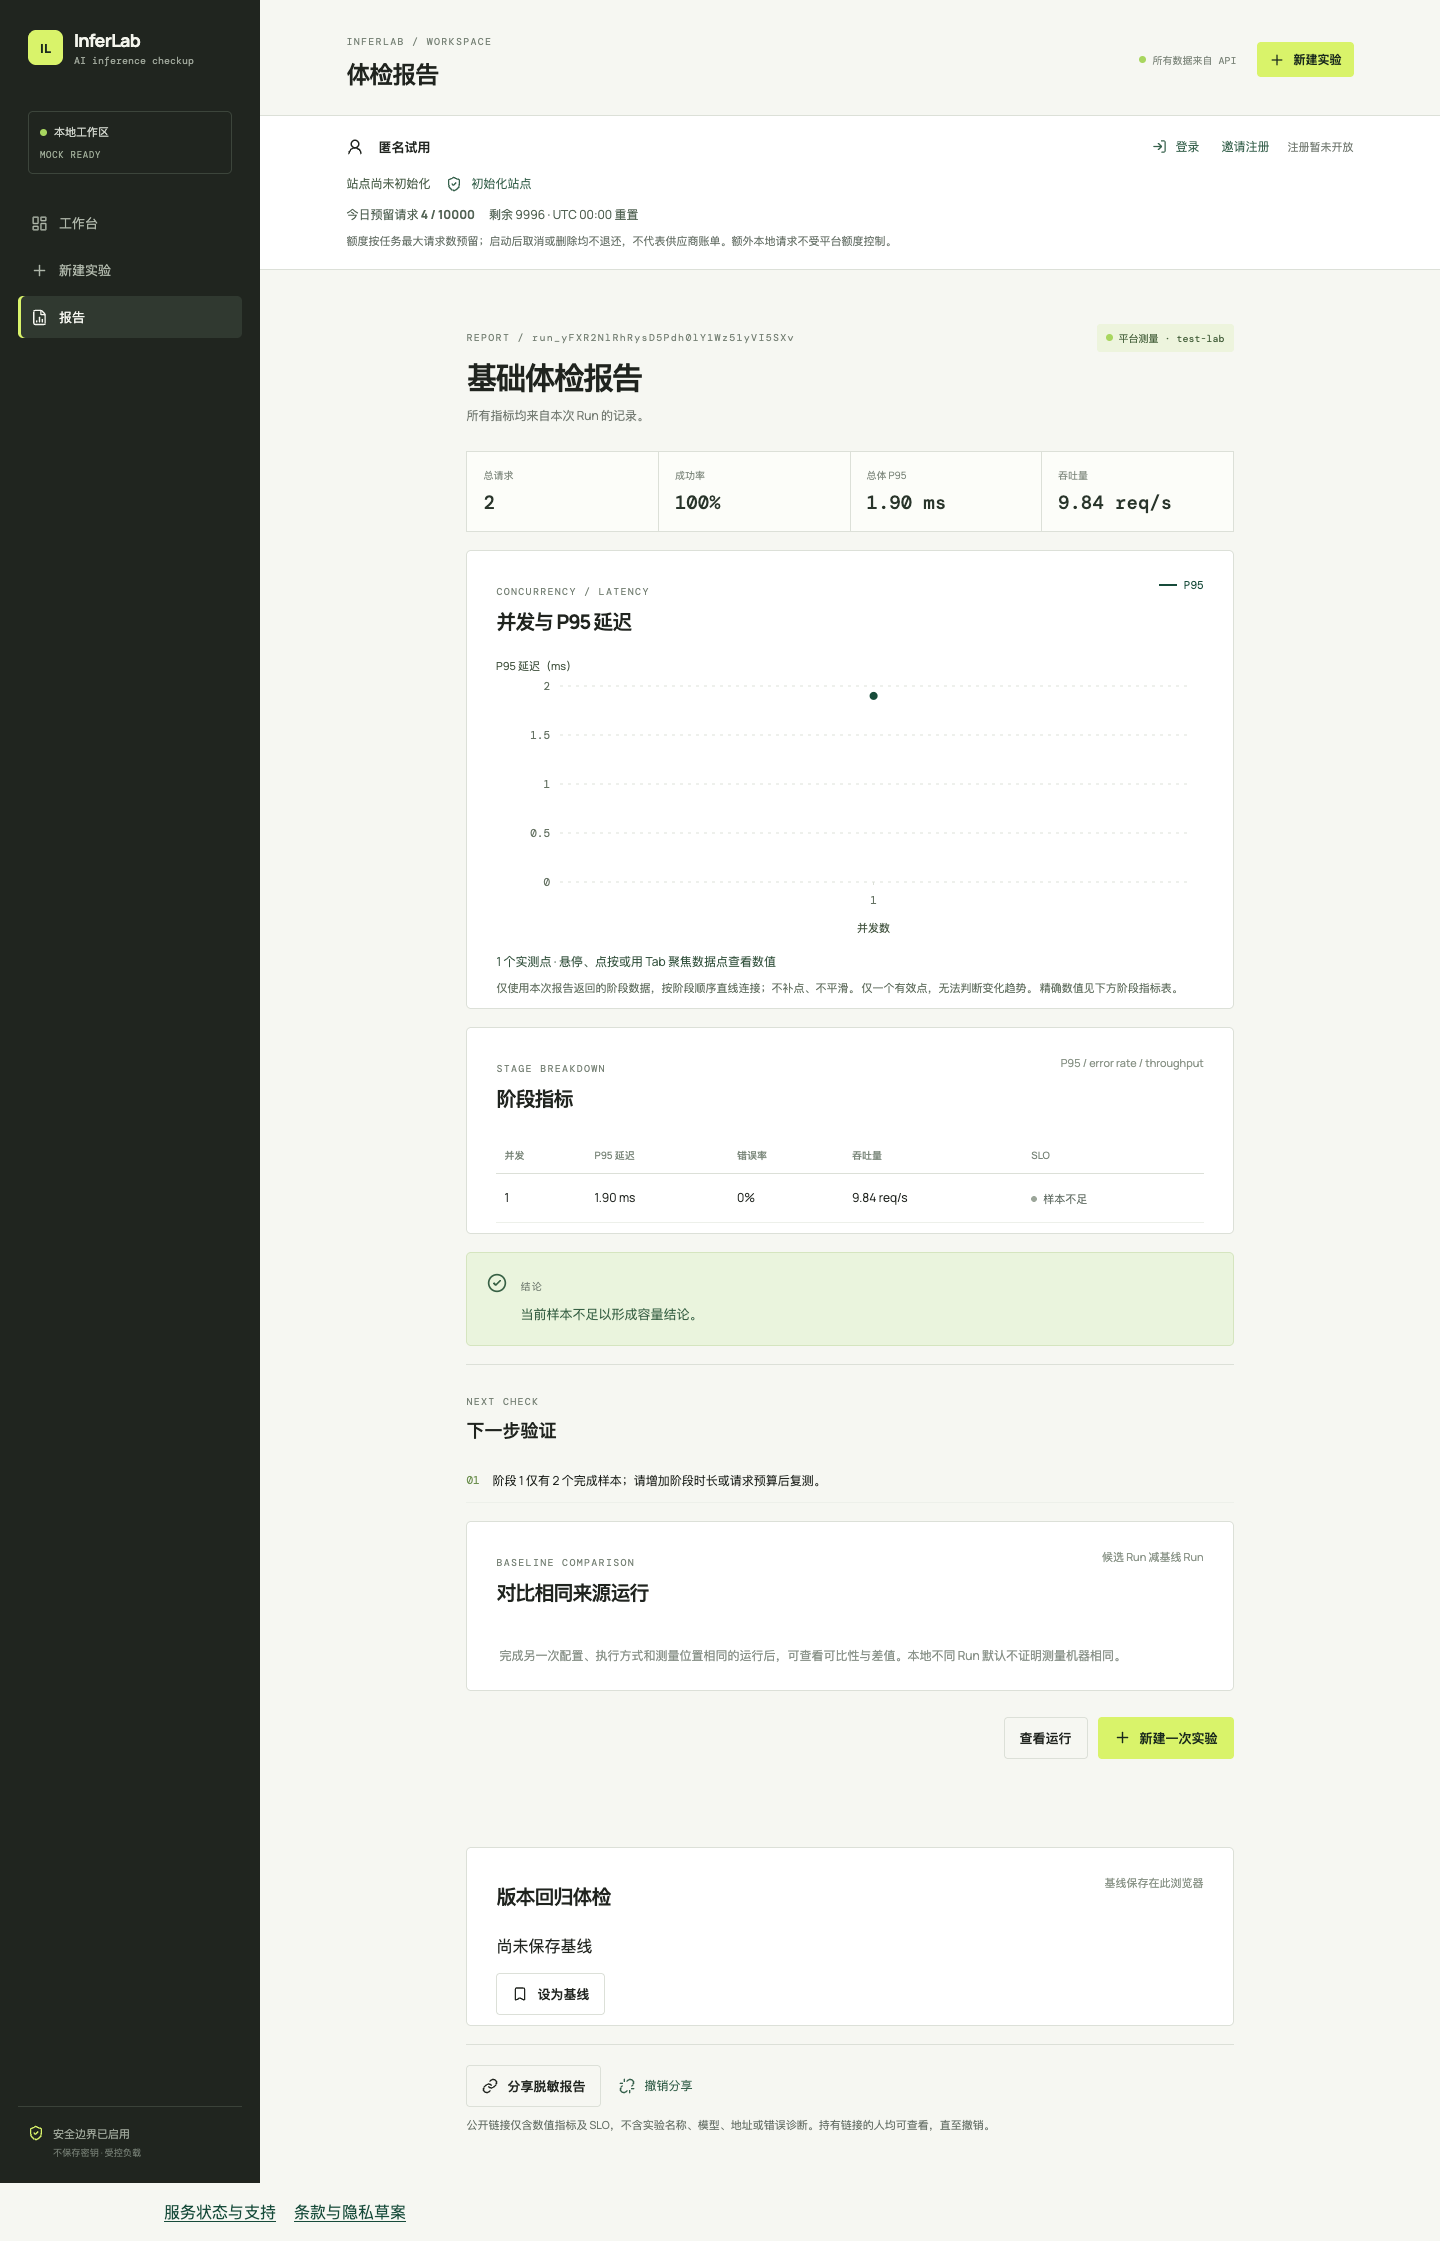 IL
InferLab
AI inference checkup
本地工作区
MOCK READY
工作台
新建实验
报告
安全边界已启用
不保存密钥 · 受控负载
INFERLAB / WORKSPACE
体检报告
所有数据来自 API
新建实验
匿名试用
登录 邀请注册 注册暂未开放
站点尚未初始化 初始化站点
今日预留请求 4 / 10000 剩余 9996 · UTC 00:00 重置
额度按任务最大请求数预留；启动后取消或删除均不退还，不代表供应商账单。额外本地请求不受平台额度控制。
REPORT / run_yFXR2NlRhRysD5Pdh0lY1Wz51yVI5SXv
平台测量 · test-lab
基础体检报告
所有指标均来自本次 Run 的记录。
总请求
2
成功率
100%
总体 P95
1.90 ms
吞吐量
9.84 req/s
CONCURRENCY / LATENCY
P95
并发与 P95 延迟
P95 延迟（ms）
2
1.5
1
0.5
0
1
并发数
1 个实测点 · 悬停、点按或用 Tab 聚焦数据点查看数值
仅使用本次报告返回的阶段数据，按阶段顺序直线连接；不补点、不平滑。仅一个有效点，无法判断变化趋势。精确数值见下方阶段指标表。
STAGE BREAKDOWN
P95 / error rate / throughput
阶段指标
并发 P95 延迟 错误率 吞吐量 SLO
1 1.90 ms 0% 9.84 req/s 样本不足
结论
当前样本不足以形成容量结论。
NEXT CHECK
下一步验证
01 阶段 1 仅有 2 个完成样本；请增加阶段时长或请求预算后复测。
BASELINE COMPARISON
候选 Run 减基线 Run
对比相同来源运行
完成另一次配置、执行方式和测量位置相同的运行后，可查看可比性与差值。本地不同 Run 默认不证明测量机器相同。
查看运行
新建一次实验
版本回归体检
基线保存在此浏览器
尚未保存基线
设为基线
分享脱敏报告
撤销分享
公开链接仅含数值指标及 SLO，不含实验名称、模型、地址或错误诊断。持有链接的人均可查看，直至撤销。
服务状态与支持 条款与隐私草案